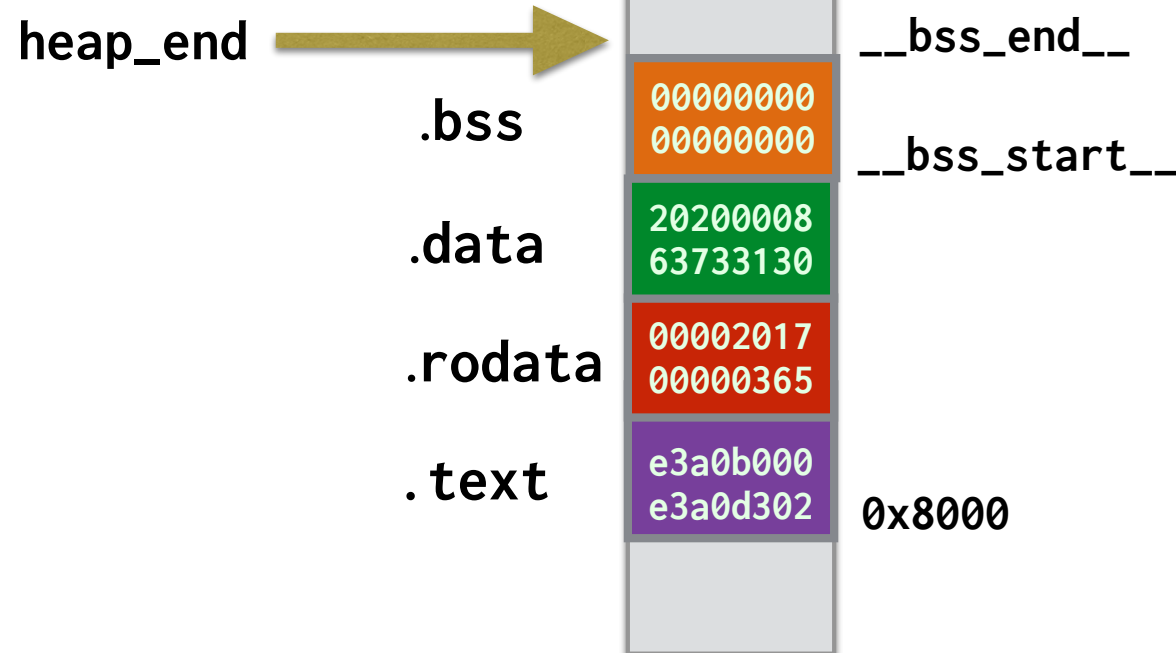 heap_end
__bss_end__
.bss
00000000
00000000
__bss_start__
.data
20200008
63733130
.rodata
00002017
00000365
.text
e3a0b000
e3a0d302
0x8000